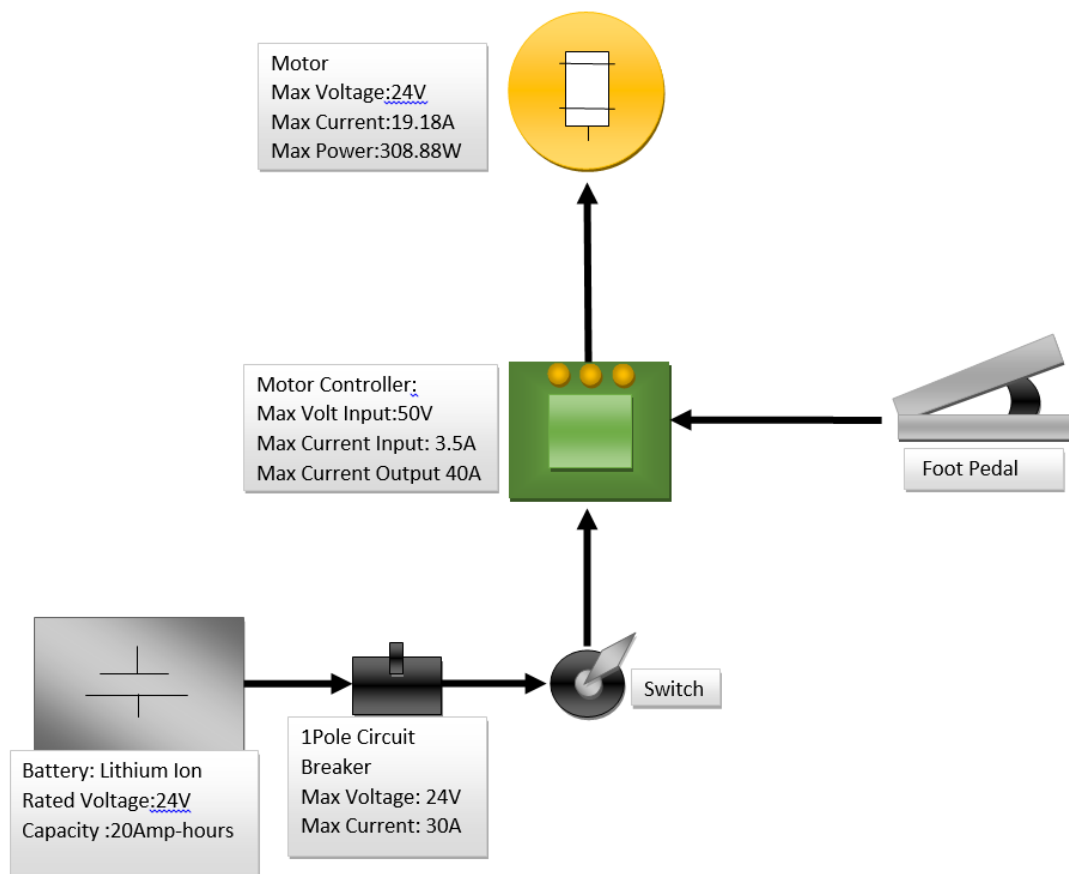 Motor
Max Voltage:24V
Max Current:19.18A
Max Power:308.88W
Motor Controller:
Max Volt Input:50V
Max Current Input: 3.5A
Max Current Output 40A
Foot Pedal
Switch
1Pole Circuit
Breaker
Max Voltage: 24V
Max Current: 30A
Battery: Lithium Ion
Rated Voltage:24V
Capacity :20Amp-hours